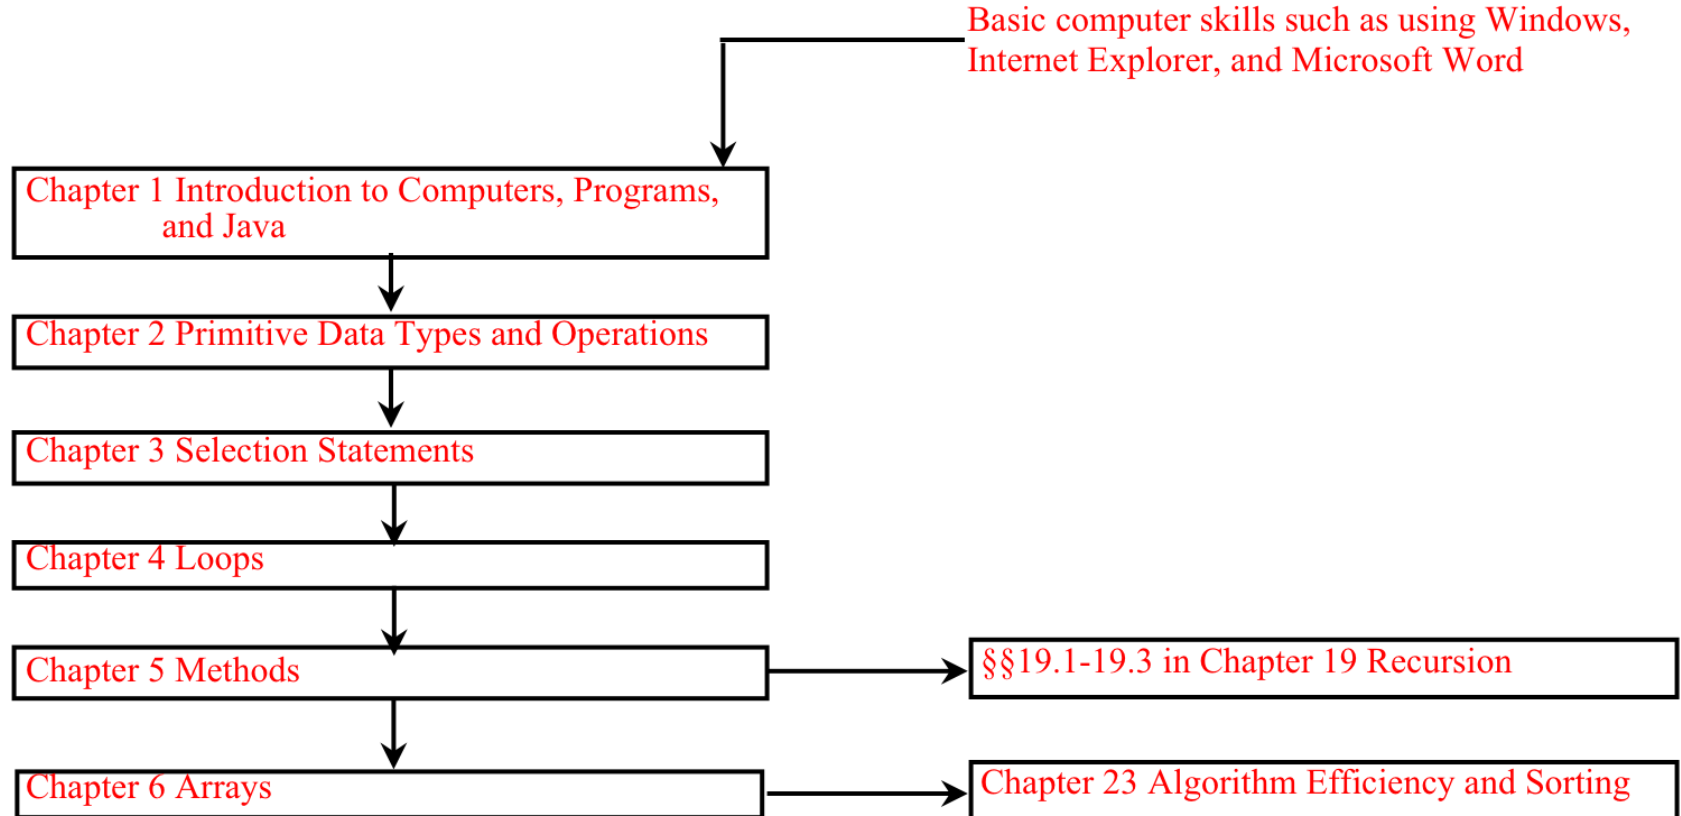 Basic computer skills such as using Windows,
Internet Explorer, and Microsoft Word
Chapter 1 Introduction to Computers, Programs,
and Java
Chapter 2 Primitive Data Types and Operations
Chapter 3 Selection Statements
Chapter 4 Loops
Chapter 5 Methods
§§19.1-19.3 in Chapter 19 Recursion
Chapter 6 Arrays
Chapter 23 Algorithm Efficiency and Sorting